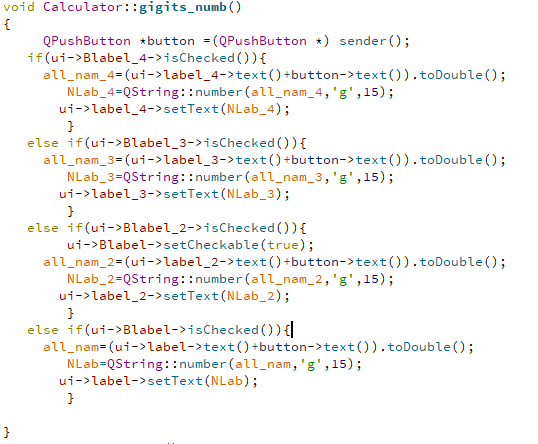 void Calculator::gigits_numb()
{
QPushButton *button =(QPushButton *) sender();
if(ui->Blabel_4->isChecked()){
all_nam_4=(ui->label_4->text()+button->text()).toDouble();
NLab_4=QString::number(all_nam_4,'g',15);
ui->label_4->setText(NLab_4);
}
else if(ui->Blabel_3->isChecked()){
all_nam_3=(ui->label_3->text()+button->text()).toDouble();
NLab_3=QString::number(all_nam_3,'g',15);
ui->label_3->setText(NLab_3);
}
else if(ui->Blabel_2->isChecked()){
ui->Blabel->setCheckable(true);
all_nam_2=(ui->label_2->text()+button->text()).toDouble();
NLab_2=QString::number(all_nam_2,'g',15);
ui->label_2->setText(NLab_2);
}
else if(ui->Blabel->isChecked()){
all_nam=(ui->label->text()+button->text()).toDouble();
NLab=QString::number(all_nam,'g',15);
ui->label->setText(NLab);
}
}